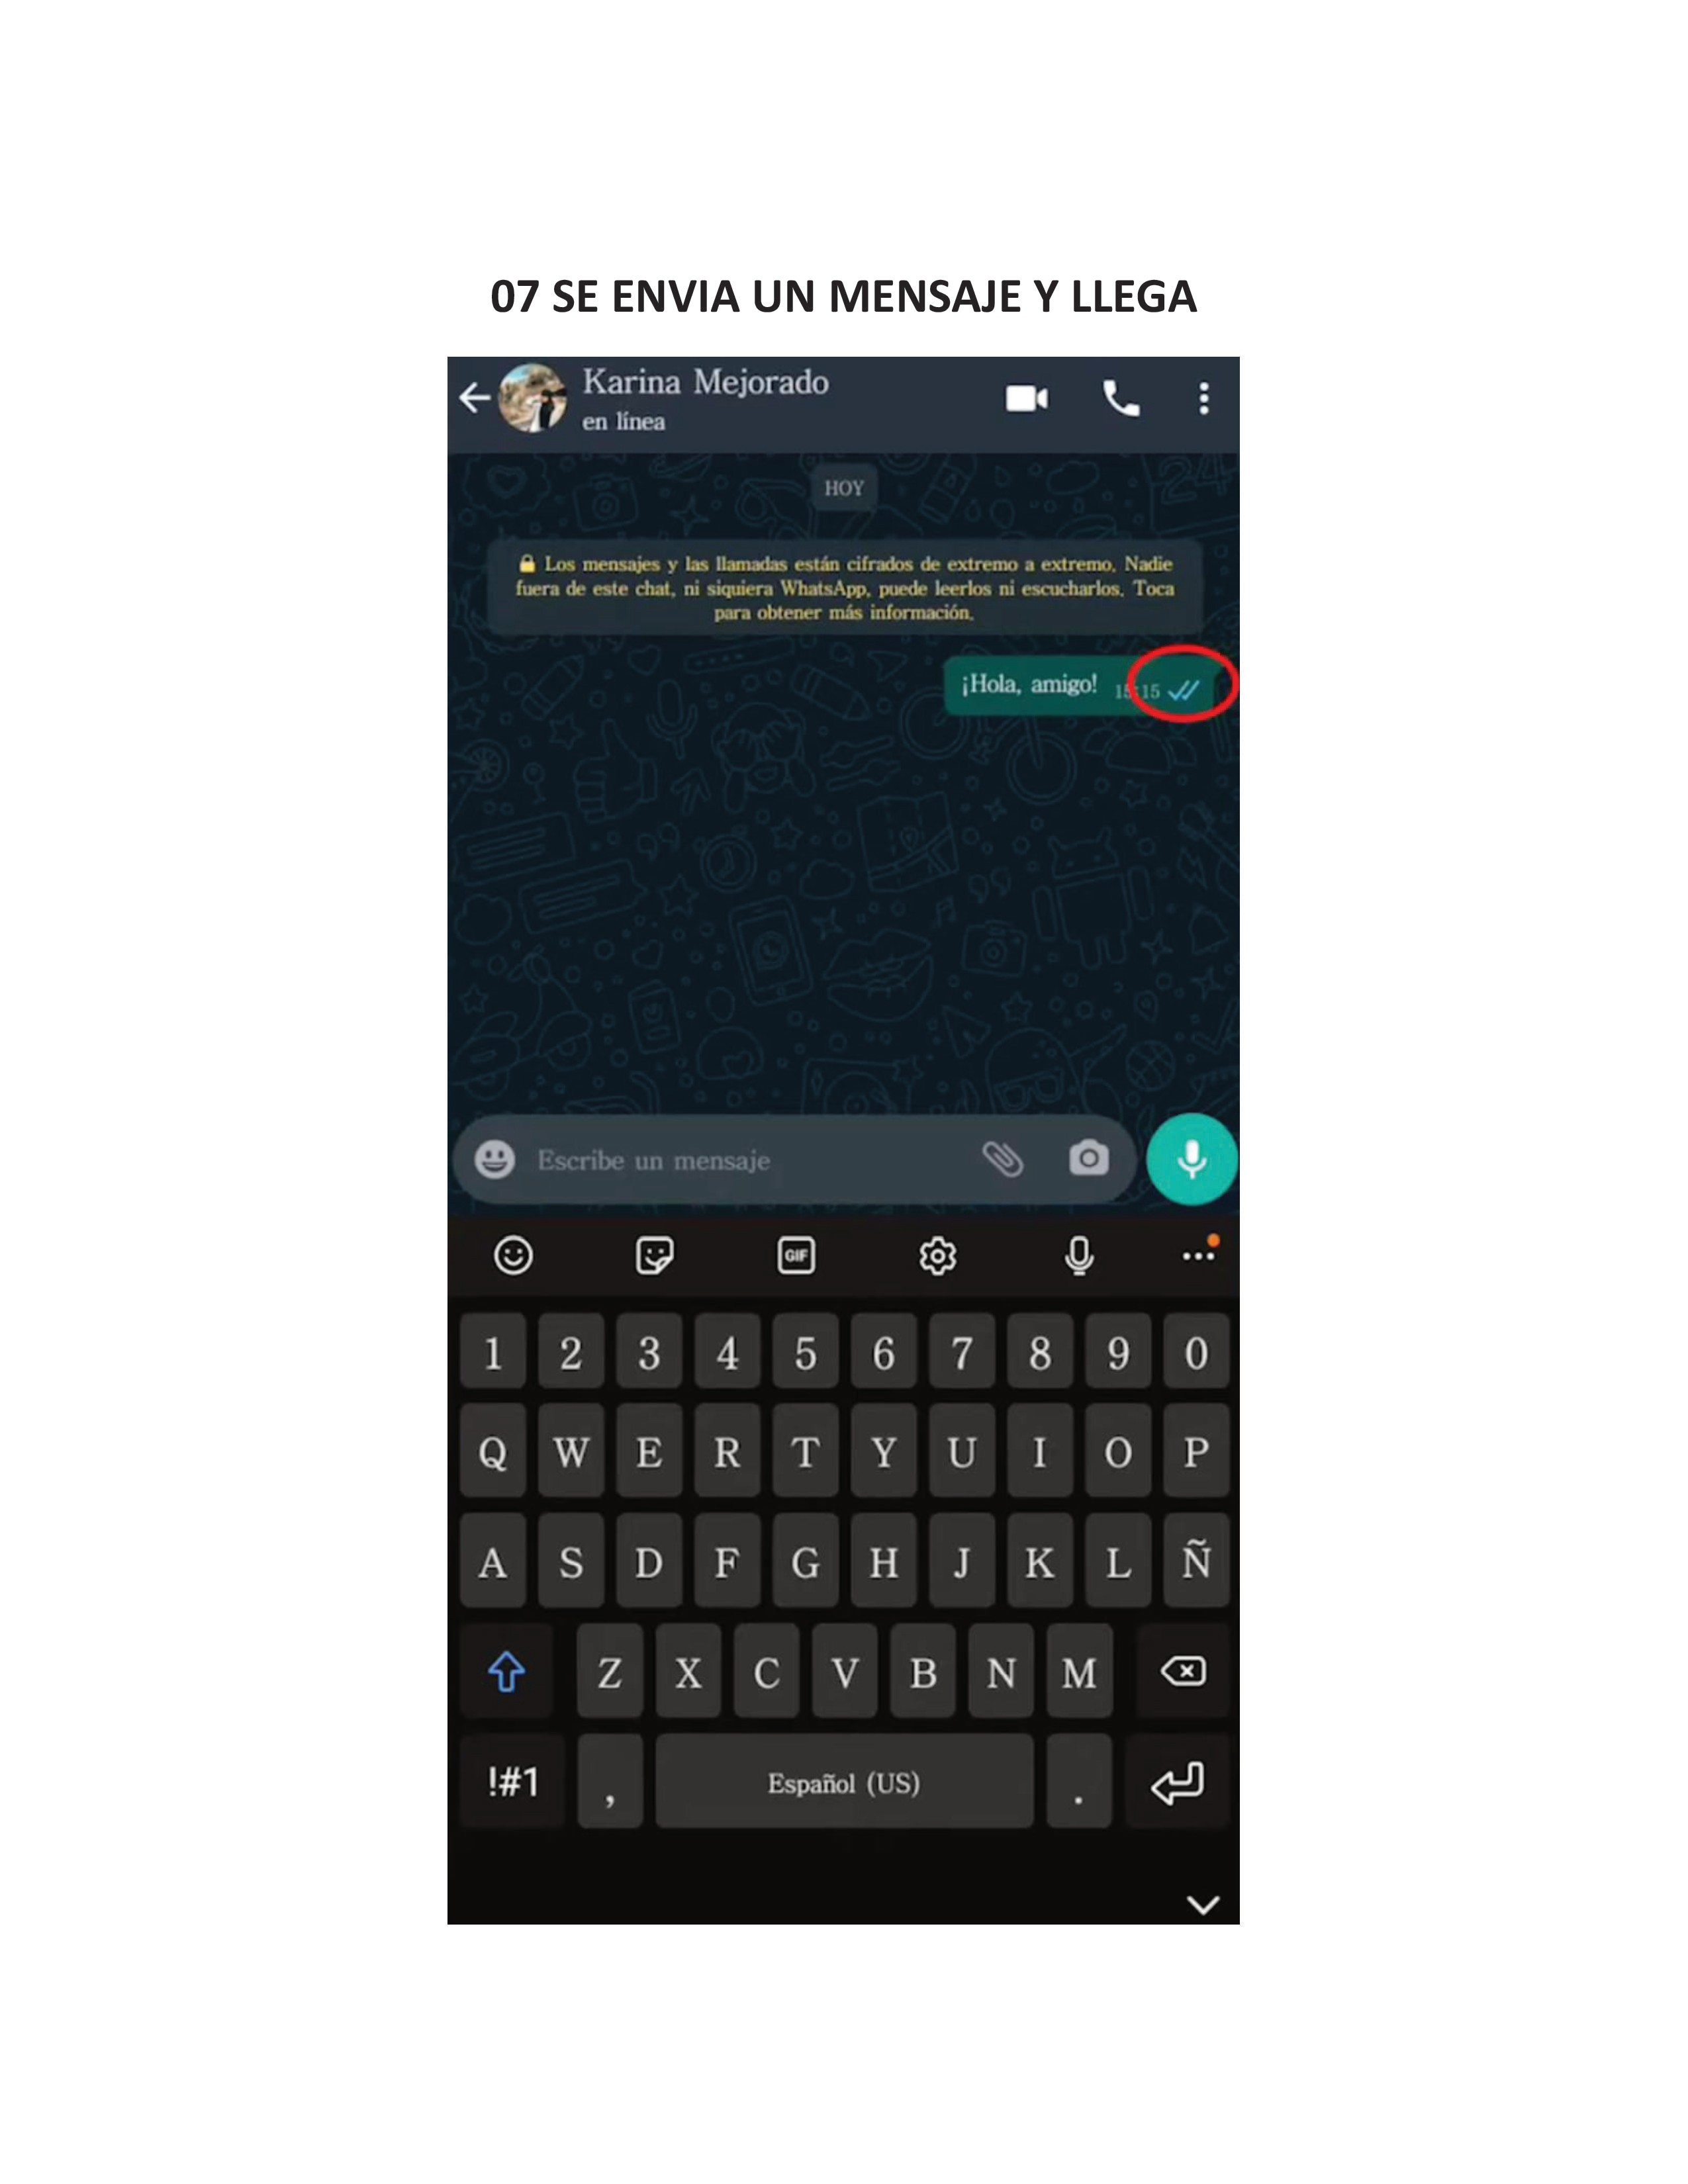 07 SE ENVIA UN MENSAJE Y LLEGA
Karina Mejorado
en línea
HOY
Los mensajes y las llamadas están cifrados de extremo a extremo. Nadie
fuera de este chat, ni siquiera WhatsApp, puede leerlos ni escucharlos. Toca
para obtener más información.
¡Hola, amigo! 15:15
Escribe un mensaje
GIF
1 2 3 4 5 6 7 8 9 0
Q W E R T Y U I O P
A S D F G H J K L Ñ
Z X C V B N M
!#1 , Español (US) .